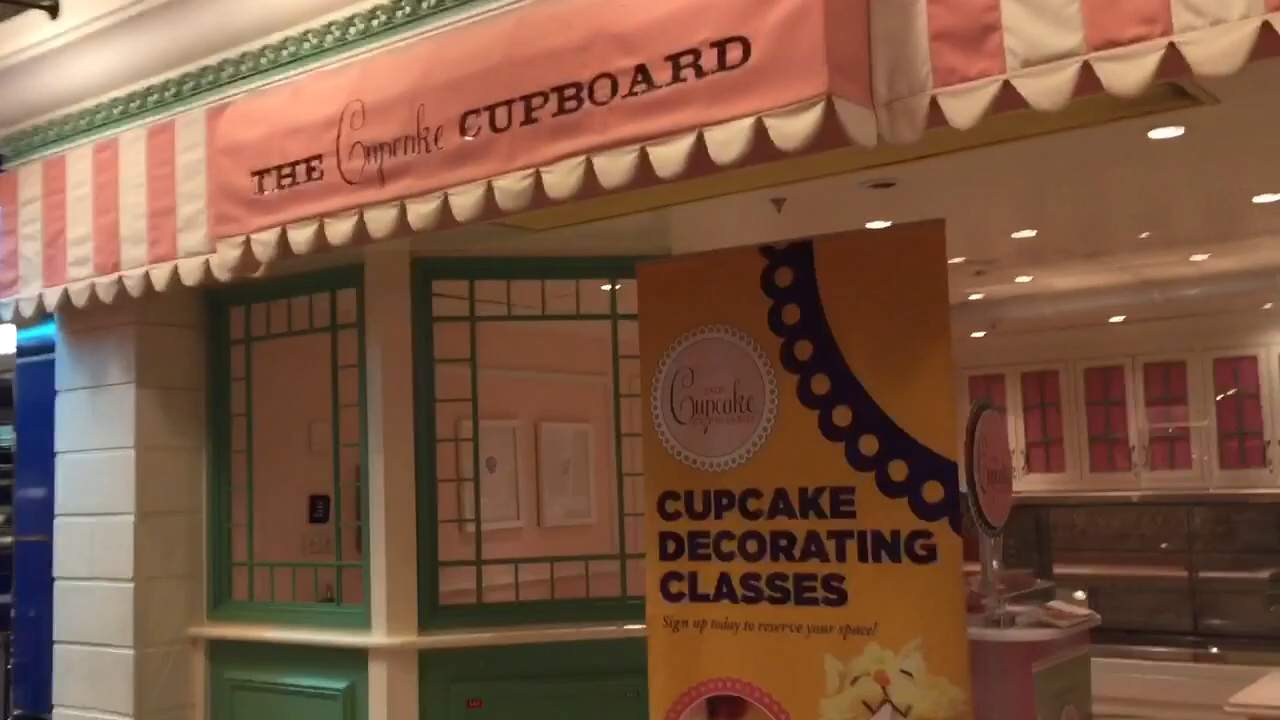 THE Cupcake CUPBOARD
Cupcake
CUPCAKE
DECORATING
CLASSES
Sign up today to reserve your space!